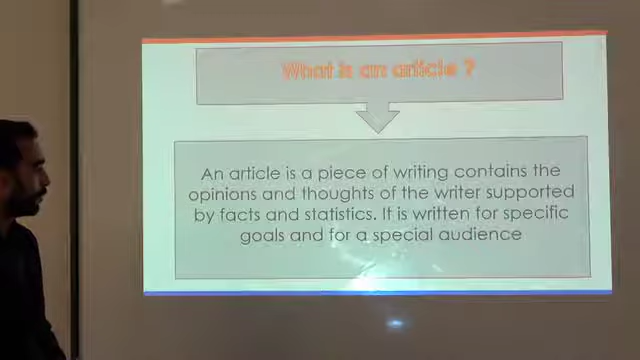 What is an article ?
An article is a piece of writing contains the
opinions and thoughts of the writer supported
by facts and statistics. It is written for specific
goals and for a special audience